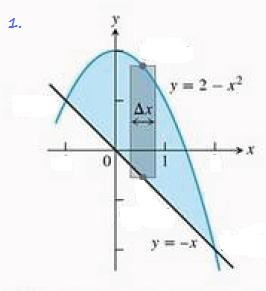 1.
y
y = 2 − x²
Δx
x
0
1
y = −x